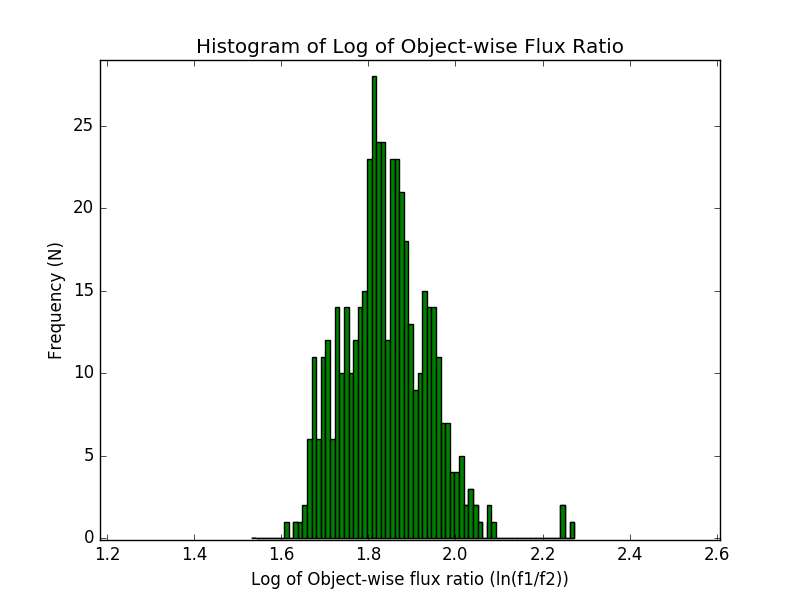 Histogram of Log of Object-wise Flux Ratio
25
20
15
10
5
0
Frequency (N)
1.2 1.4 1.6 1.8 2.0 2.2 2.4 2.6
Log of Object-wise flux ratio (ln(f1/f2))